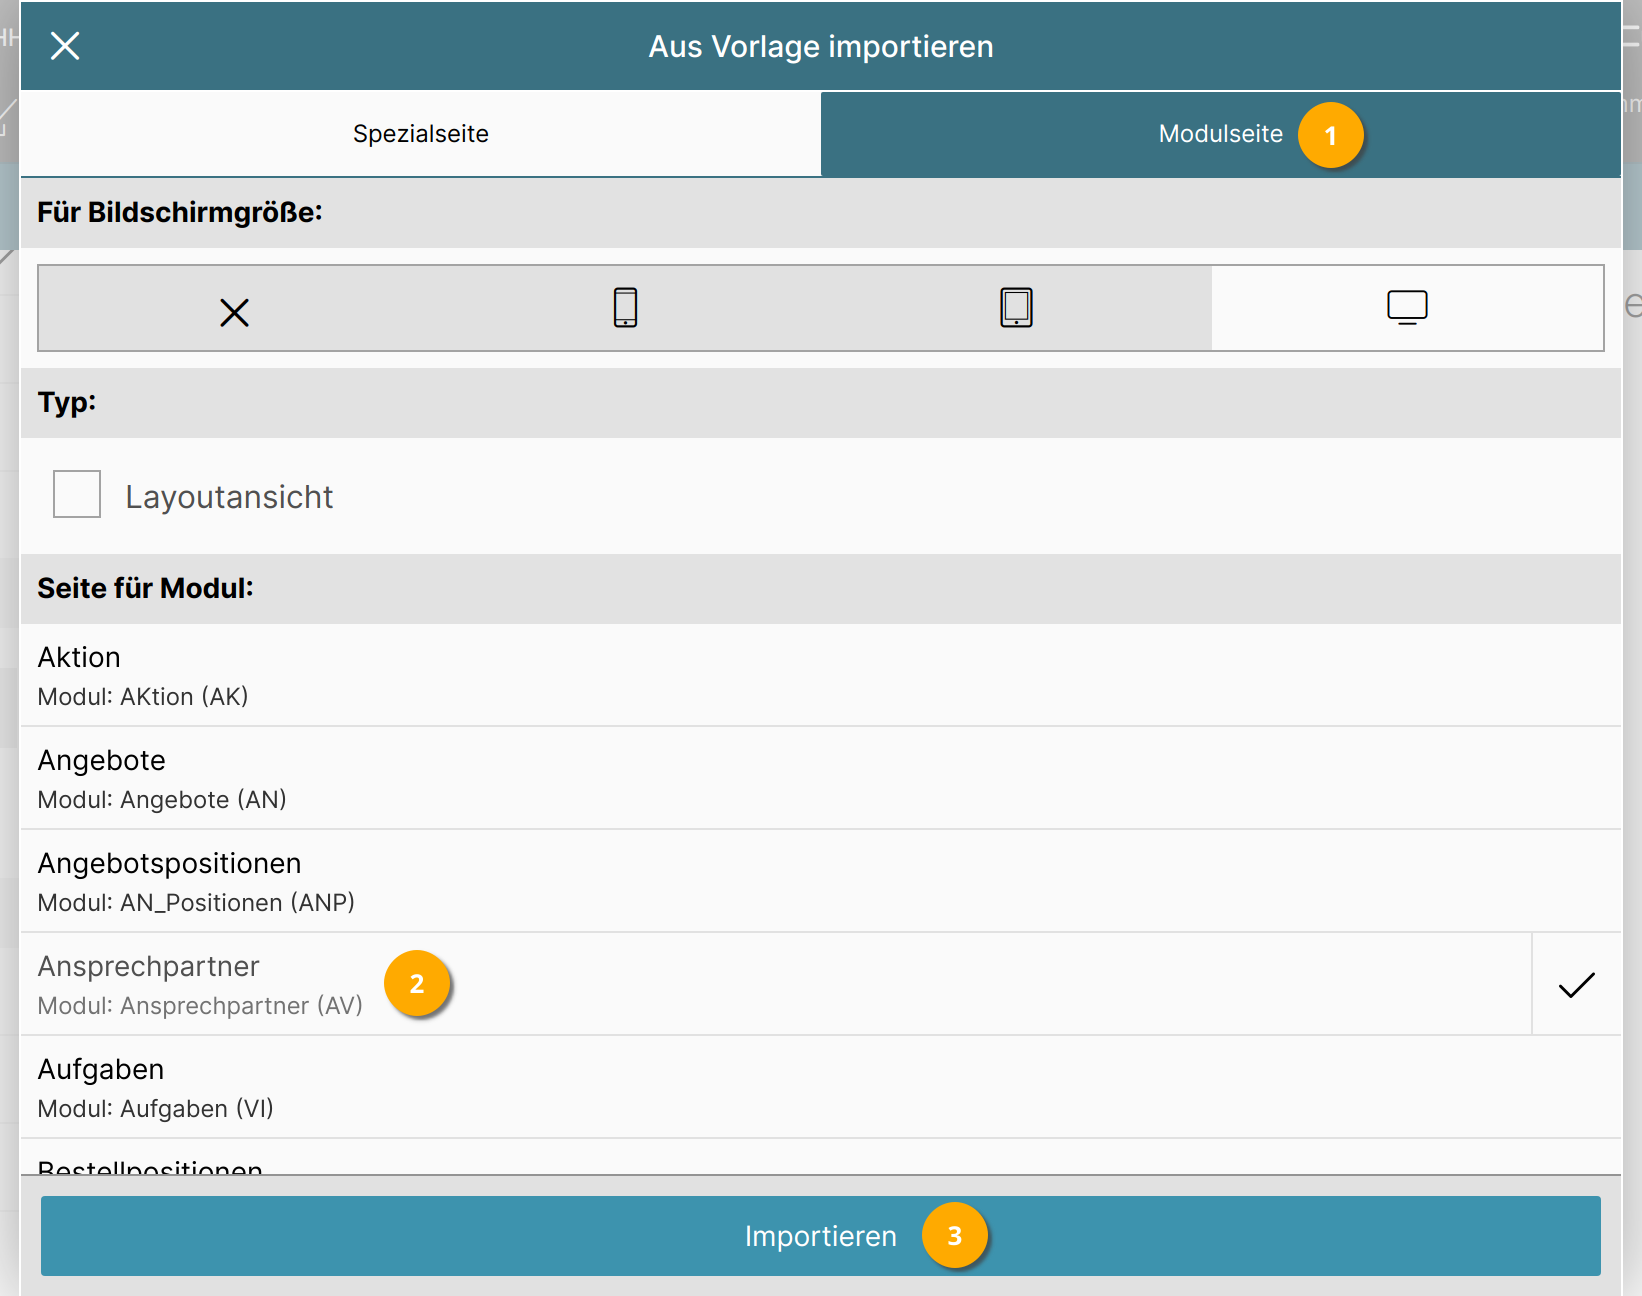 Aus Vorlage importieren
Spezialseite
Modulseite 1
Für Bildschirmgröße:
Typ:
Layoutansicht
Seite für Modul:
Aktion
Modul: AKtion (AK)
Angebote
Modul: Angebote (AN)
Angebotspositionen
Modul: AN_Positionen (ANP)
Ansprechpartner
Modul: Ansprechpartner (AV)
2
Aufgaben
Modul: Aufgaben (VI)
Bestellpositionen
Importieren 3